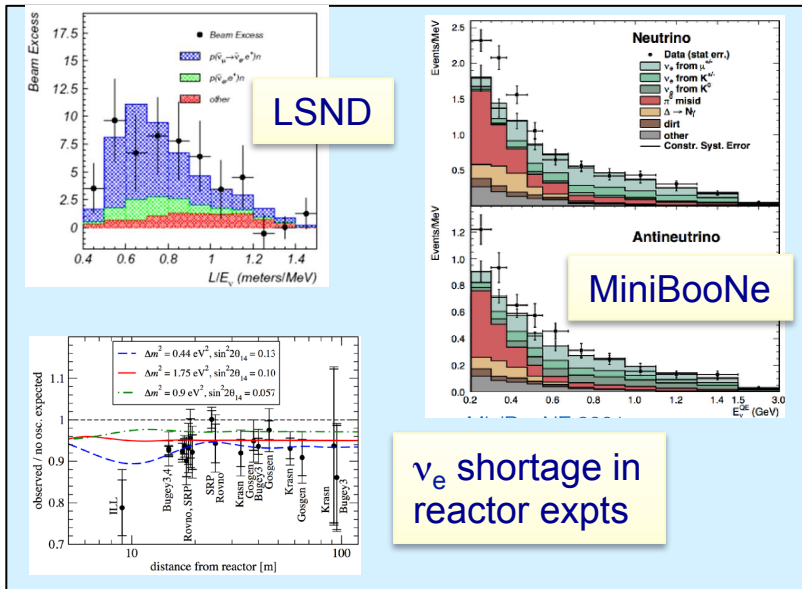 Beam Excess
Beam Excess
p(ν̄μ→ν̄e,e⁺)n
p(ν̄e,e⁺)n
other
17.5
15
12.5
10
7.5
5
2.5
0
0.4 0.6 0.8 1.0 1.2 1.4
L/Eν (meters/MeV)
LSND
Neutrino
Data (stat err.)
νe from μ+/-
νe from K+/-
νe from K0
π0 misid
Δ → Nγ
dirt
other
Constr. Syst. Error
Events/MeV
2.5
2.0
1.5
1.0
0.5
Antineutrino
Events/MeV
1.2
1.0
0.8
0.6
0.4
0.2
0.0
0.2 0.4 0.6 0.8 1.0 1.2 1.4 1.5 3.0
EνQE (GeV)
MiniBooNe
Δm² = 0.44 eV², sin²2θ14 = 0.13
Δm² = 1.75 eV², sin²2θ14 = 0.10
Δm² = 0.9 eV², sin²2θ14 = 0.057
observed / no osc. expected
1.1
1
0.9
0.8
0.7
ILL
Bugey3,4
Rovno, SRP
SRP
Rovno
Krasn
Gosgen
Bugey3
Gosgen
Krasn
Gosgen
Krasn
Bugey3
10 100
distance from reactor [m]
νe shortage in
reactor expts